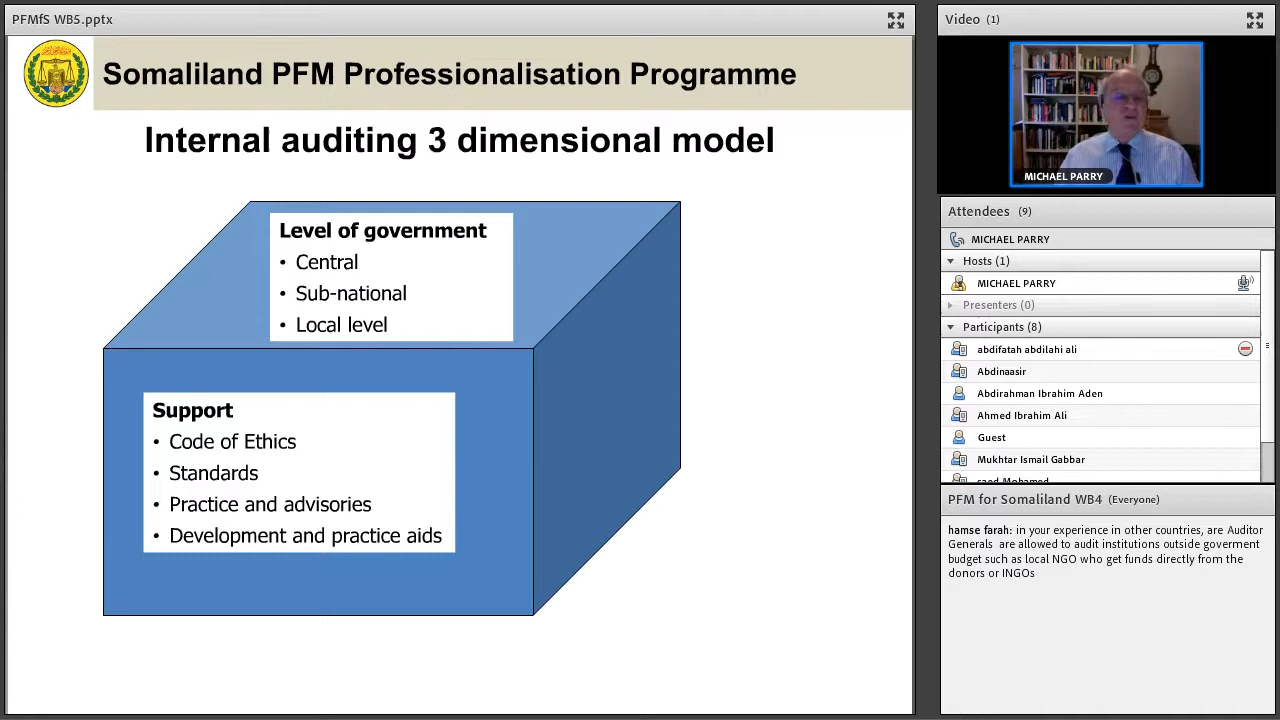 PFMfS WB5.pptx
Somaliland PFM Professionalisation Programme
Internal auditing 3 dimensional model
Level of government
• Central
• Sub-national
• Local level
Support
• Code of Ethics
• Standards
• Practice and advisories
• Development and practice aids
Video (1)
MICHAEL PARRY
Attendees (9)
MICHAEL PARRY
Hosts (1)
MICHAEL PARRY
Presenters (0)
Participants (8)
abdifatah abdilahi ali
Abdinaasir
Abdirahman Ibrahim Aden
Ahmed Ibrahim Ali
Guest
Mukhtar Ismail Gabbar
saed Mohamed
PFM for Somaliland WB4 (Everyone)
hamse farah: in your experience in other countries, are Auditor
Generals are allowed to audit institutions outside goverment
budget such as local NGO who get funds directly from the
donors or INGOs